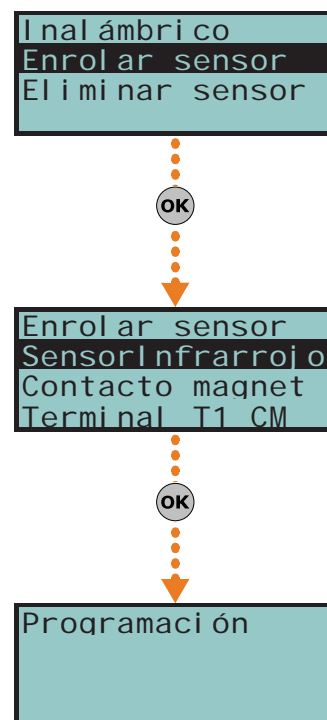 Inalámbrico
Enrolar sensor
Eliminar sensor
OK
Enrolar sensor
SensorInfrarrojo
Contacto magnet
Terminal T1 CM
OK
Programación